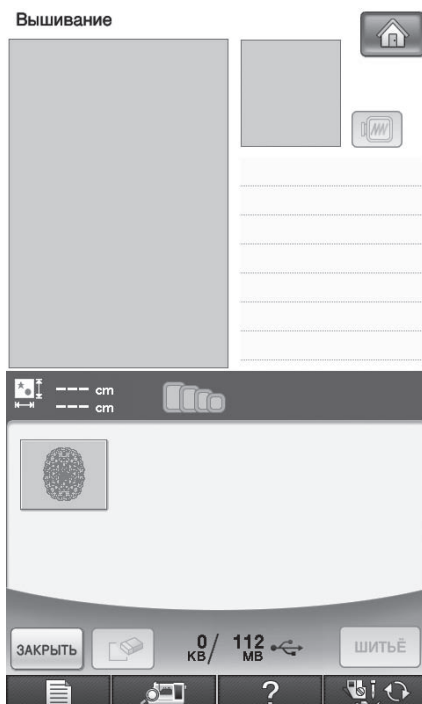 Вышивание
--- cm
--- cm
ЗАКРЫТЬ
0 KB/ 112 MB
ШИТЬЁ
?
i